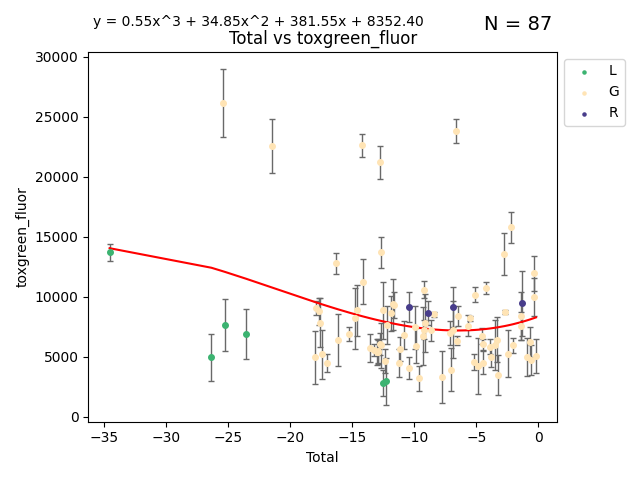 y = 0.55x^3 + 34.85x^2 + 381.55x + 8352.40
N = 87
Total vs toxgreen_fluor
30000
25000
20000
15000
10000
5000
0
toxgreen_fluor
−35
−30
−25
−20
−15
−10
−5
0
Total
L
G
R